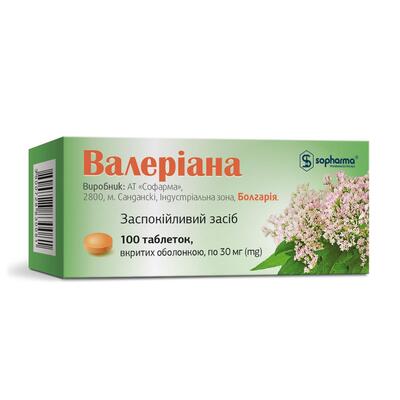 Валеріана
sopharma
Виробник: АТ «Софарма»,
2800, м. Санданскі, Індустріальна зона, Болгарія.
Заспокійливий засіб
100 таблеток,
вкритих оболонкою, по 30 мг (mg)